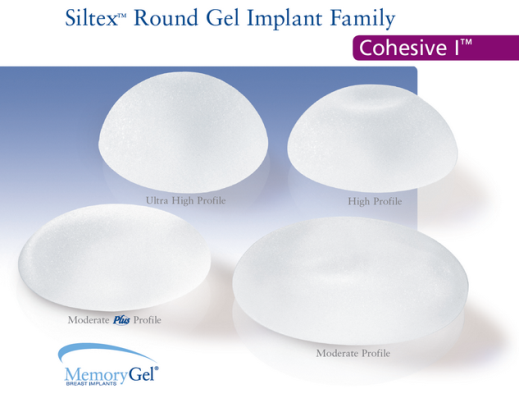 Siltex™ Round Gel Implant Family
Cohesive I™
Ultra High Profile
High Profile
Moderate Plus Profile
Moderate Profile
MemoryGel®
BREAST IMPLANTS